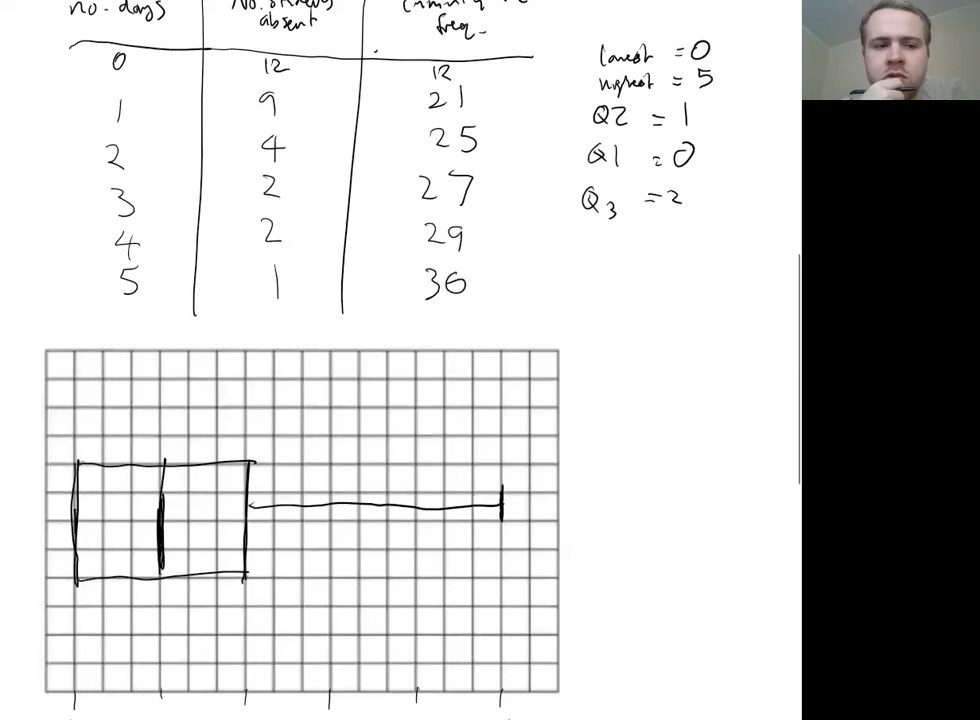 no. days No. absent freq.
0 12 12
1 9 21
2 4 25
3 2 27
4 2 29
5 1 30
lowest = 0
highest = 5
Q2 = 1
Q1 = 0
Q3 = 2